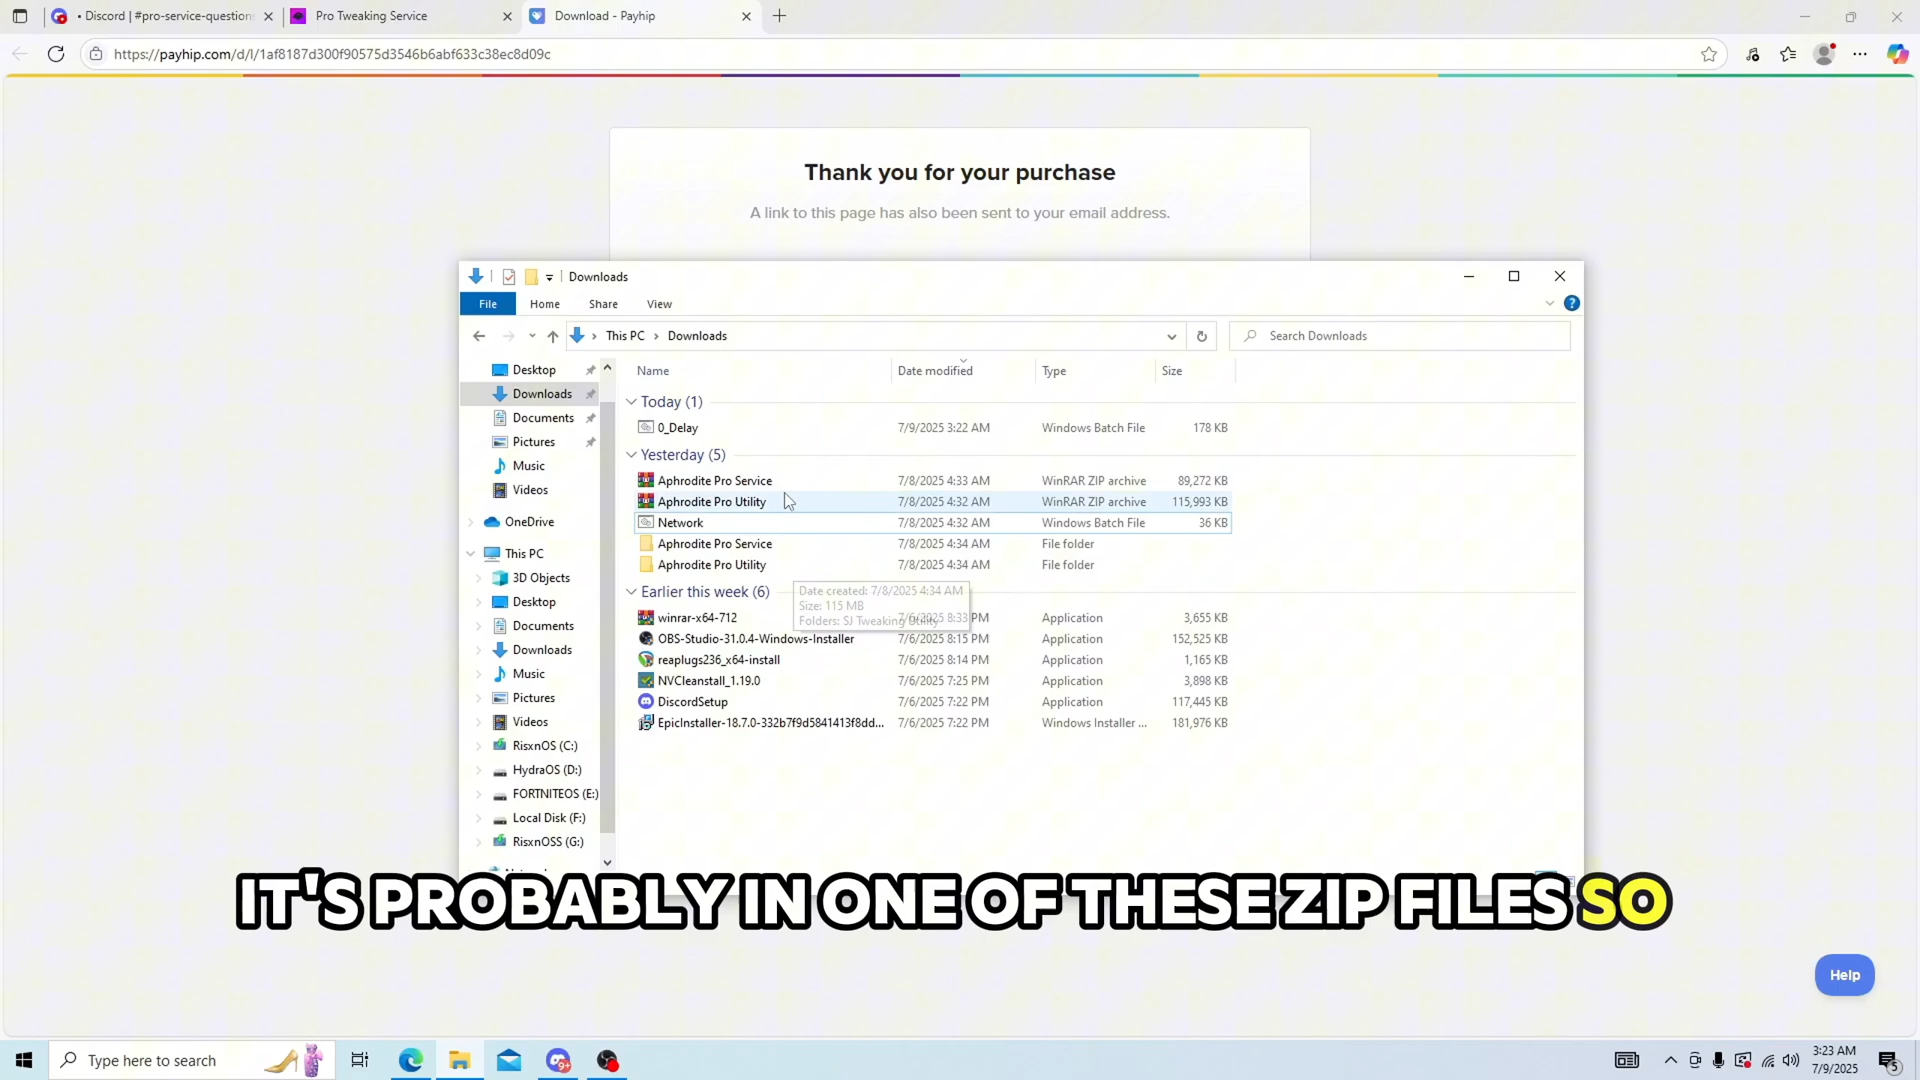 • Discord | #pro-service-question
Pro Tweaking Service
Download - Payhip
https://payhip.com/d/l/1af8187d300f90575d3546b6abf633c38ec8d09c
Thank you for your purchase
A link to this page has also been sent to your email address.
Downloads
File Home Share View
This PC Downloads
Search Downloads
Name Date modified Type Size
Desktop
Downloads
Documents
Pictures
Music
Videos
OneDrive
This PC
3D Objects
Desktop
Documents
Downloads
Music
Pictures
Videos
RisxnOS (C:)
HydraOS (D:)
FORTNITEOS (E:)
Local Disk (F:)
RisxnOSS (G:)
Today (1)
0_Delay 7/9/2025 3:22 AM Windows Batch File 178 KB
Yesterday (5)
Aphrodite Pro Service 7/8/2025 4:33 AM WinRAR ZIP archive 89,272 KB
Aphrodite Pro Utility 7/8/2025 4:32 AM WinRAR ZIP archive 115,993 KB
Network 7/8/2025 4:32 AM Windows Batch File 36 KB
Aphrodite Pro Service 7/8/2025 4:34 AM File folder
Aphrodite Pro Utility 7/8/2025 4:34 AM File folder
Earlier this week (6)
Date created: 7/8/2025 4:34 AM
Size: 115 MB
Folders: SJ Tweaking Utility
winrar-x64-712 7/6/2025 8:33 PM Application 3,655 KB
OBS-Studio-31.0.4-Windows-Installer 7/6/2025 8:15 PM Application 152,525 KB
reaplugs236_x64-install 7/6/2025 8:14 PM Application 1,165 KB
NVCleanstall_1.19.0 7/6/2025 7:25 PM Application 3,898 KB
DiscordSetup 7/6/2025 7:22 PM Application 117,445 KB
EpicInstaller-18.7.0-332b7f9d5841413f8dd... 7/6/2025 7:22 PM Windows Installer ... 181,976 KB
IT'S PROBABLY IN ONE OF THESE ZIP FILES SO
Help
Type here to search
9+
3:23 AM
7/9/2025
5